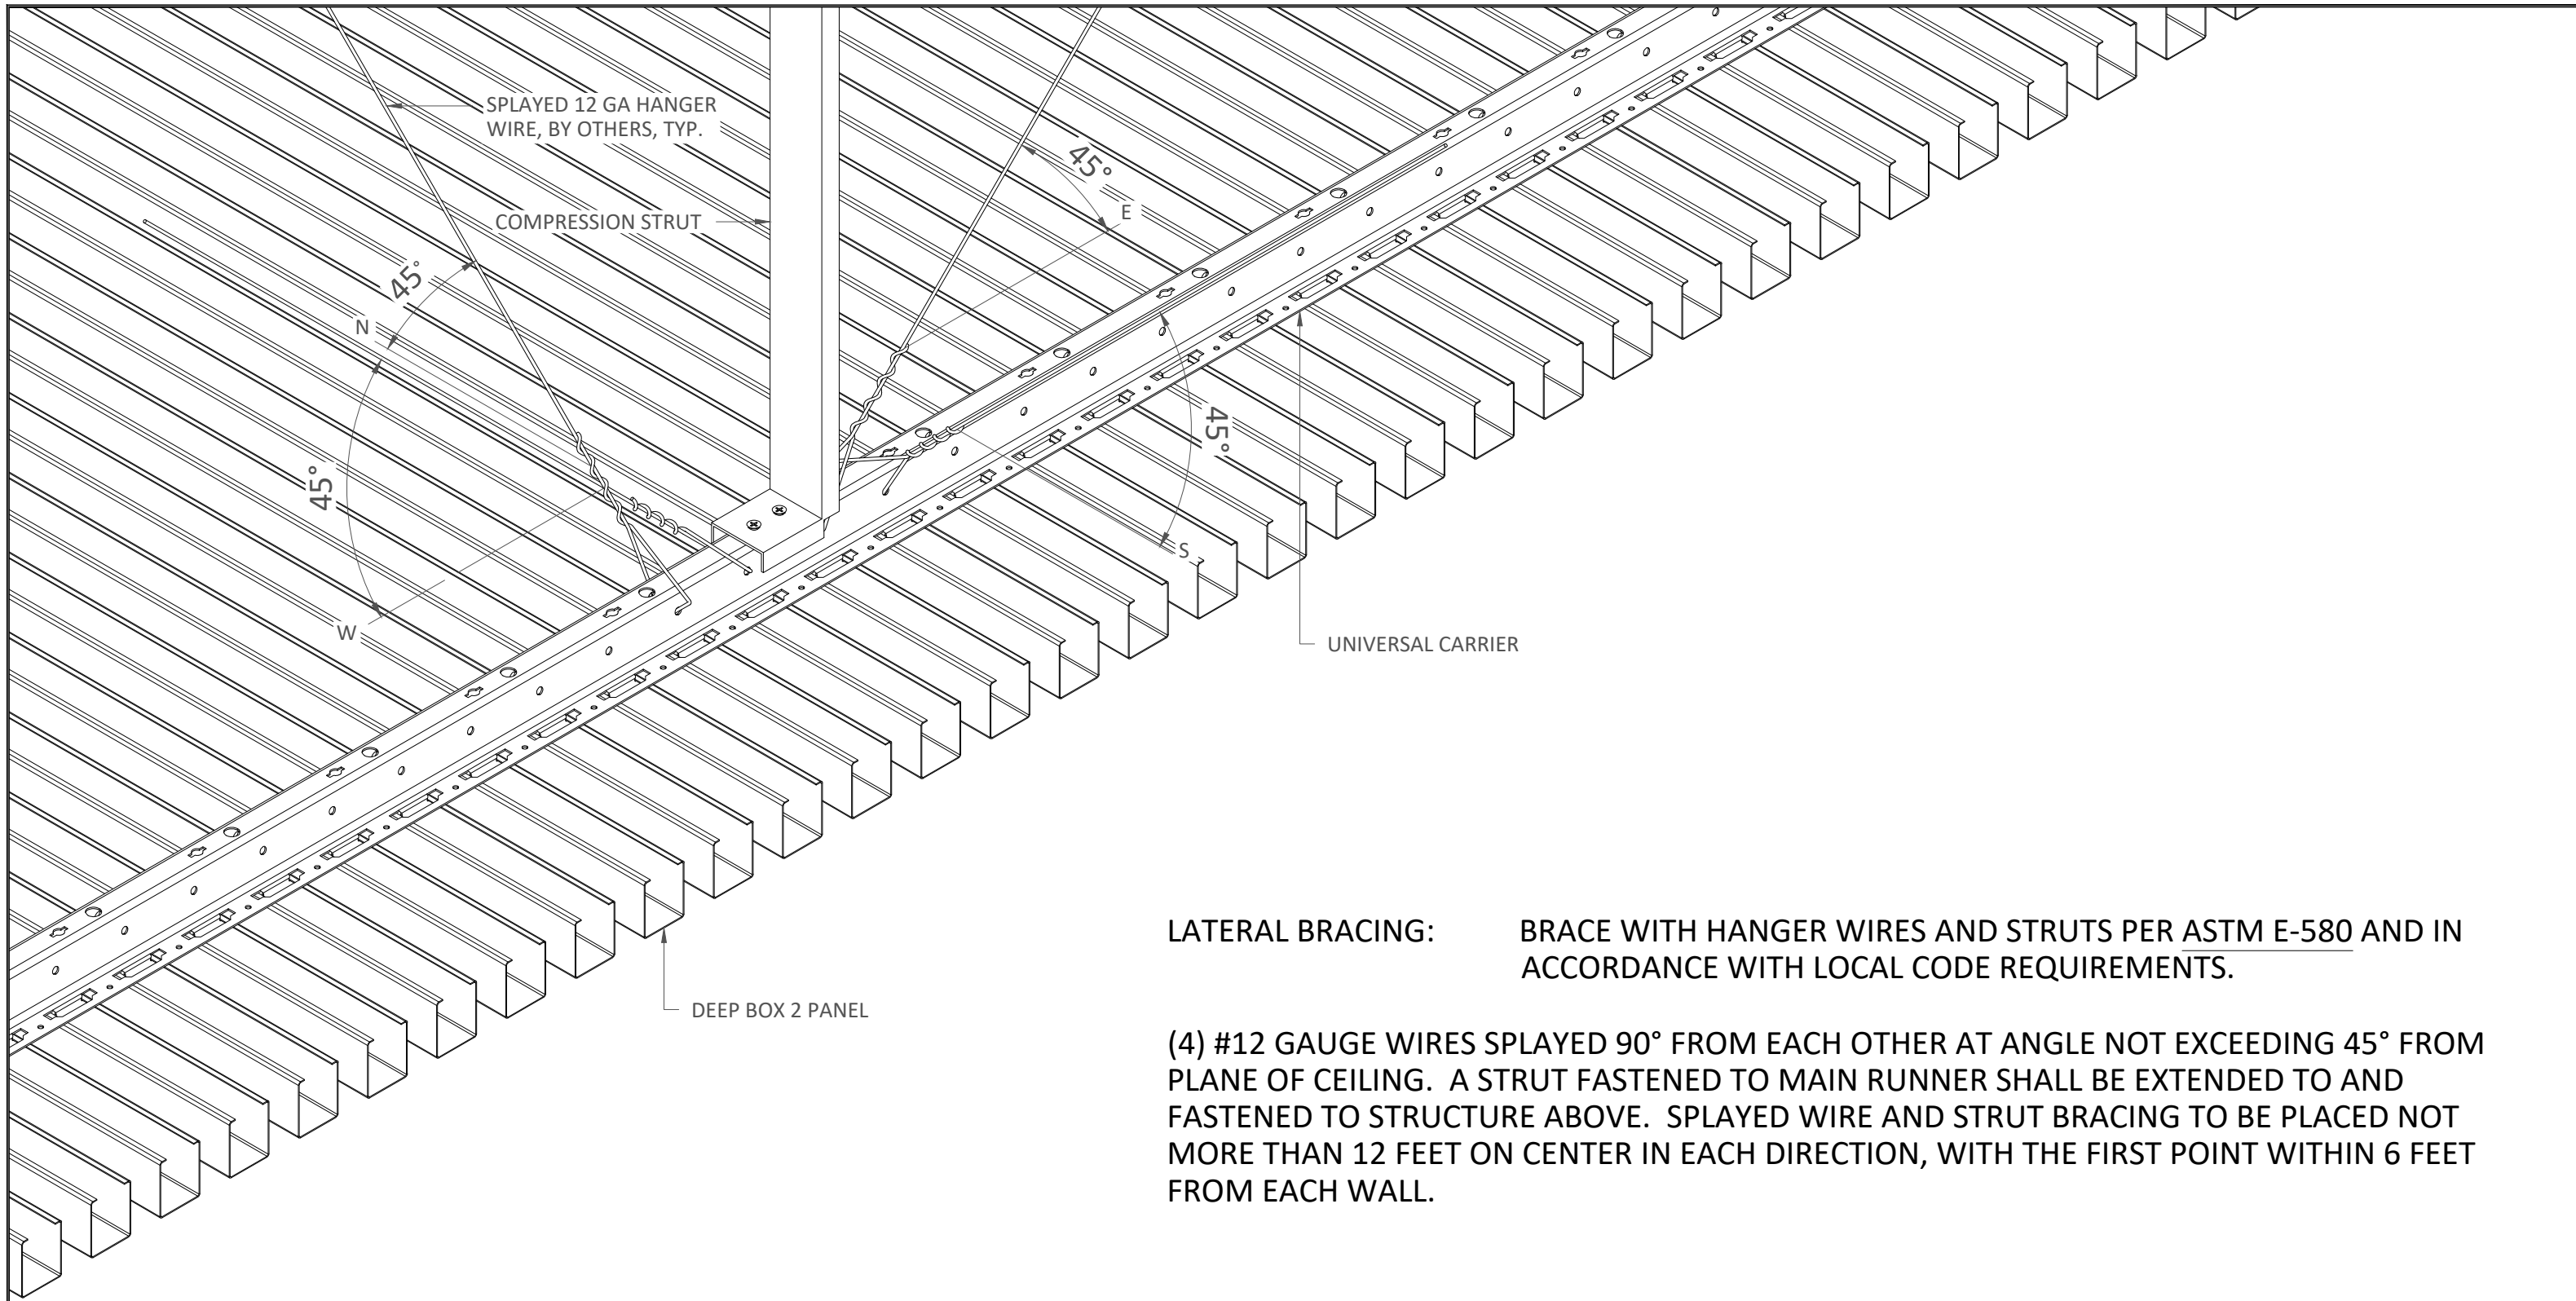 SPLAYED 12 GA HANGER
WIRE, BY OTHERS, TYP.
45°
E
COMPRESSION STRUT
45°
N
45°
45°
S
W
UNIVERSAL CARRIER
DEEP BOX 2 PANEL
LATERAL BRACING: BRACE WITH HANGER WIRES AND STRUTS PER ASTM E-580 AND IN
ACCORDANCE WITH LOCAL CODE REQUIREMENTS.
(4) #12 GAUGE WIRES SPLAYED 90° FROM EACH OTHER AT ANGLE NOT EXCEEDING 45° FROM
PLANE OF CEILING. A STRUT FASTENED TO MAIN RUNNER SHALL BE EXTENDED TO AND
FASTENED TO STRUCTURE ABOVE. SPLAYED WIRE AND STRUT BRACING TO BE PLACED NOT
MORE THAN 12 FEET ON CENTER IN EACH DIRECTION, WITH THE FIRST POINT WITHIN 6 FEET
FROM EACH WALL.